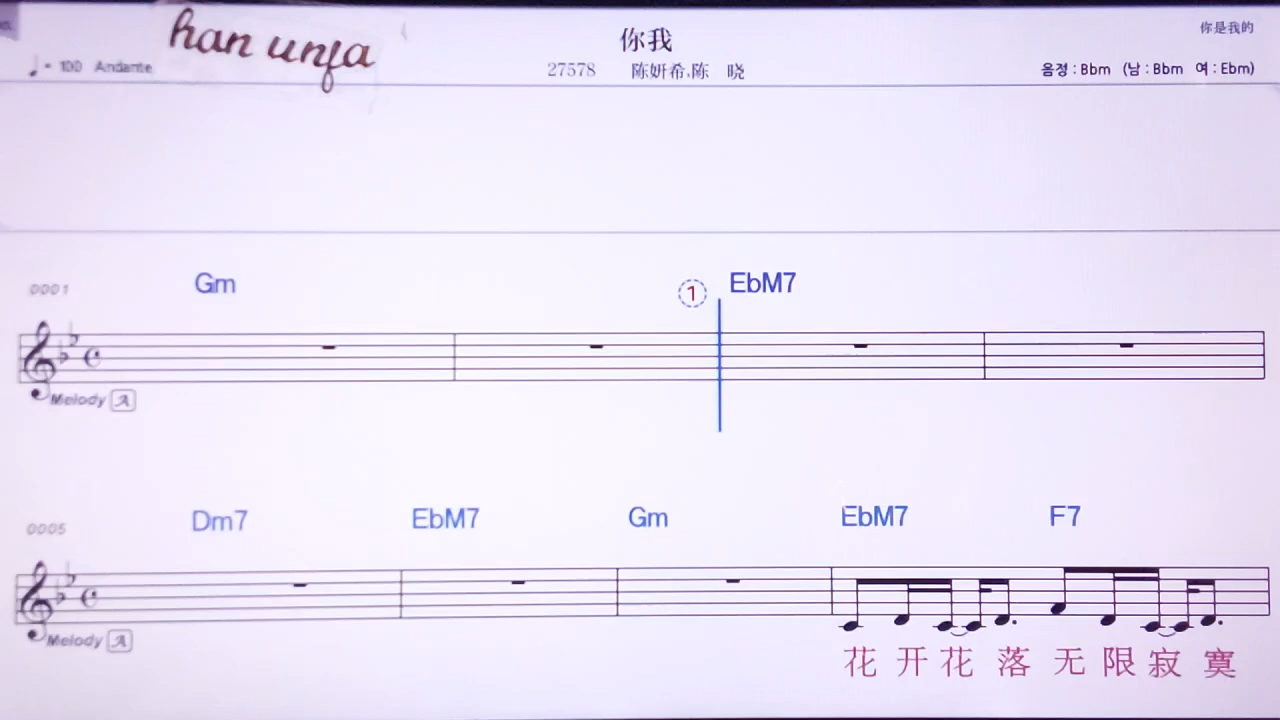 han unfa
你我
你是我的
♩= 100 Andante
27578 陈妍希.陈 晓
음정 : Bbm (남 : Bbm 여 : Ebm)
0001 Gm ① EbM7
Melody A
0005 Dm7 EbM7 Gm EbM7 F7
Melody A
花开花落无限寂寞